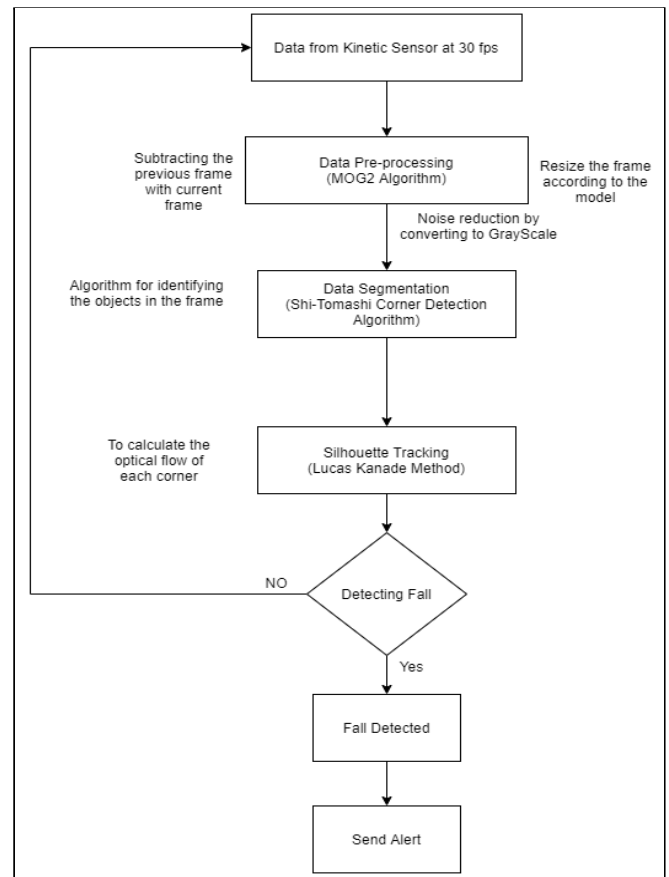 Data from Kinetic Sensor at 30 fps
Subtracting the
previous frame
with current
frame
Data Pre-processing
(MOG2 Algorithm)
Resize the frame
according to the
model
Noise reduction by
converting to GrayScale
Algorithm for identifying
the objects in the frame
Data Segmentation
(Shi-Tomashi Corner Detection
Algorithm)
To calculate the
optical flow of
each corner
Silhouette Tracking
(Lucas Kanade Method)
NO
Detecting Fall
Yes
Fall Detected
Send Alert